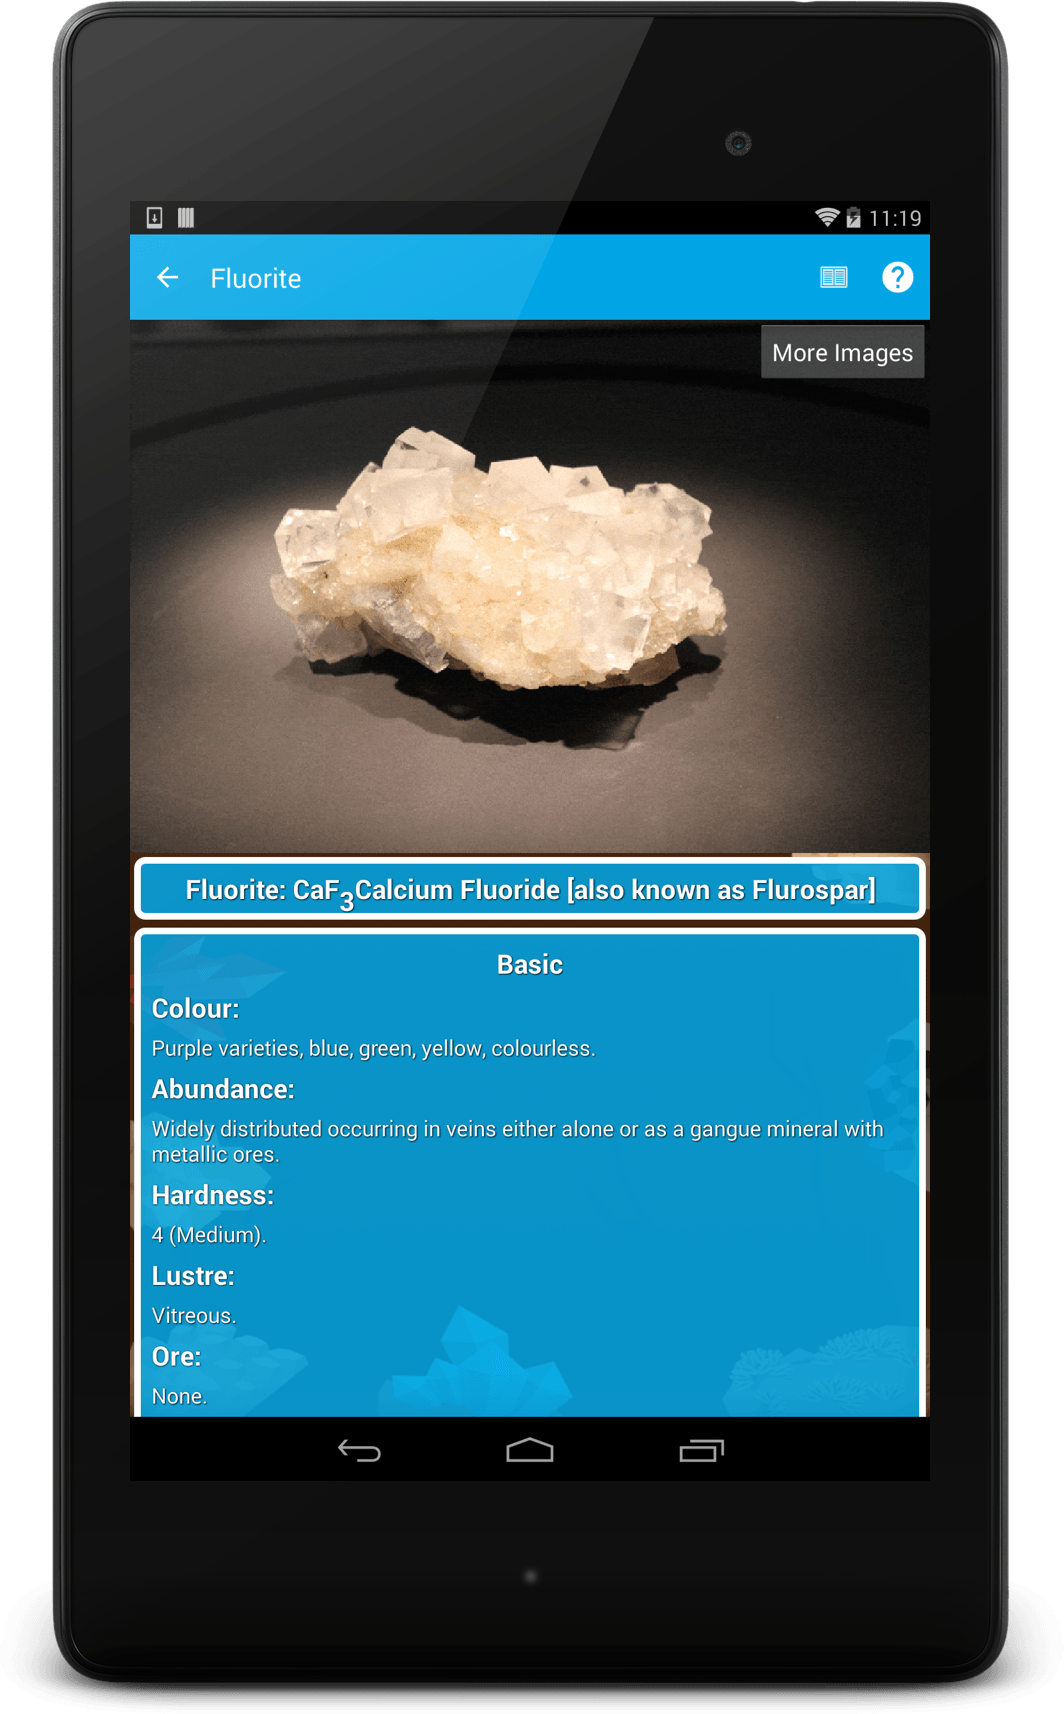 11:19
Fluorite
?
More Images
Fluorite: CaF3Calcium Fluoride [also known as Flurospar]
Basic
Colour:
Purple varieties, blue, green, yellow, colourless.
Abundance:
Widely distributed occurring in veins either alone or as a gangue mineral with
metallic ores.
Hardness:
4 (Medium).
Lustre:
Vitreous.
Ore:
None.